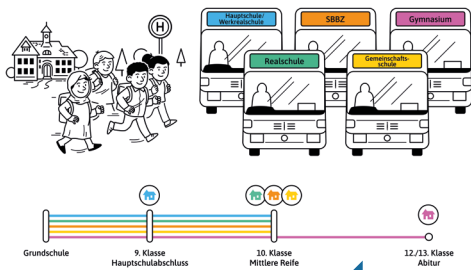 H
Hauptschule/
Werkrealschule
SBBZ
Gymnasium
Realschule
Gemeinschafts-
schule
Grundschule
9. Klasse
Hauptschulabschluss
10. Klasse
Mittlere Reife
12./13. Klasse
Abitur